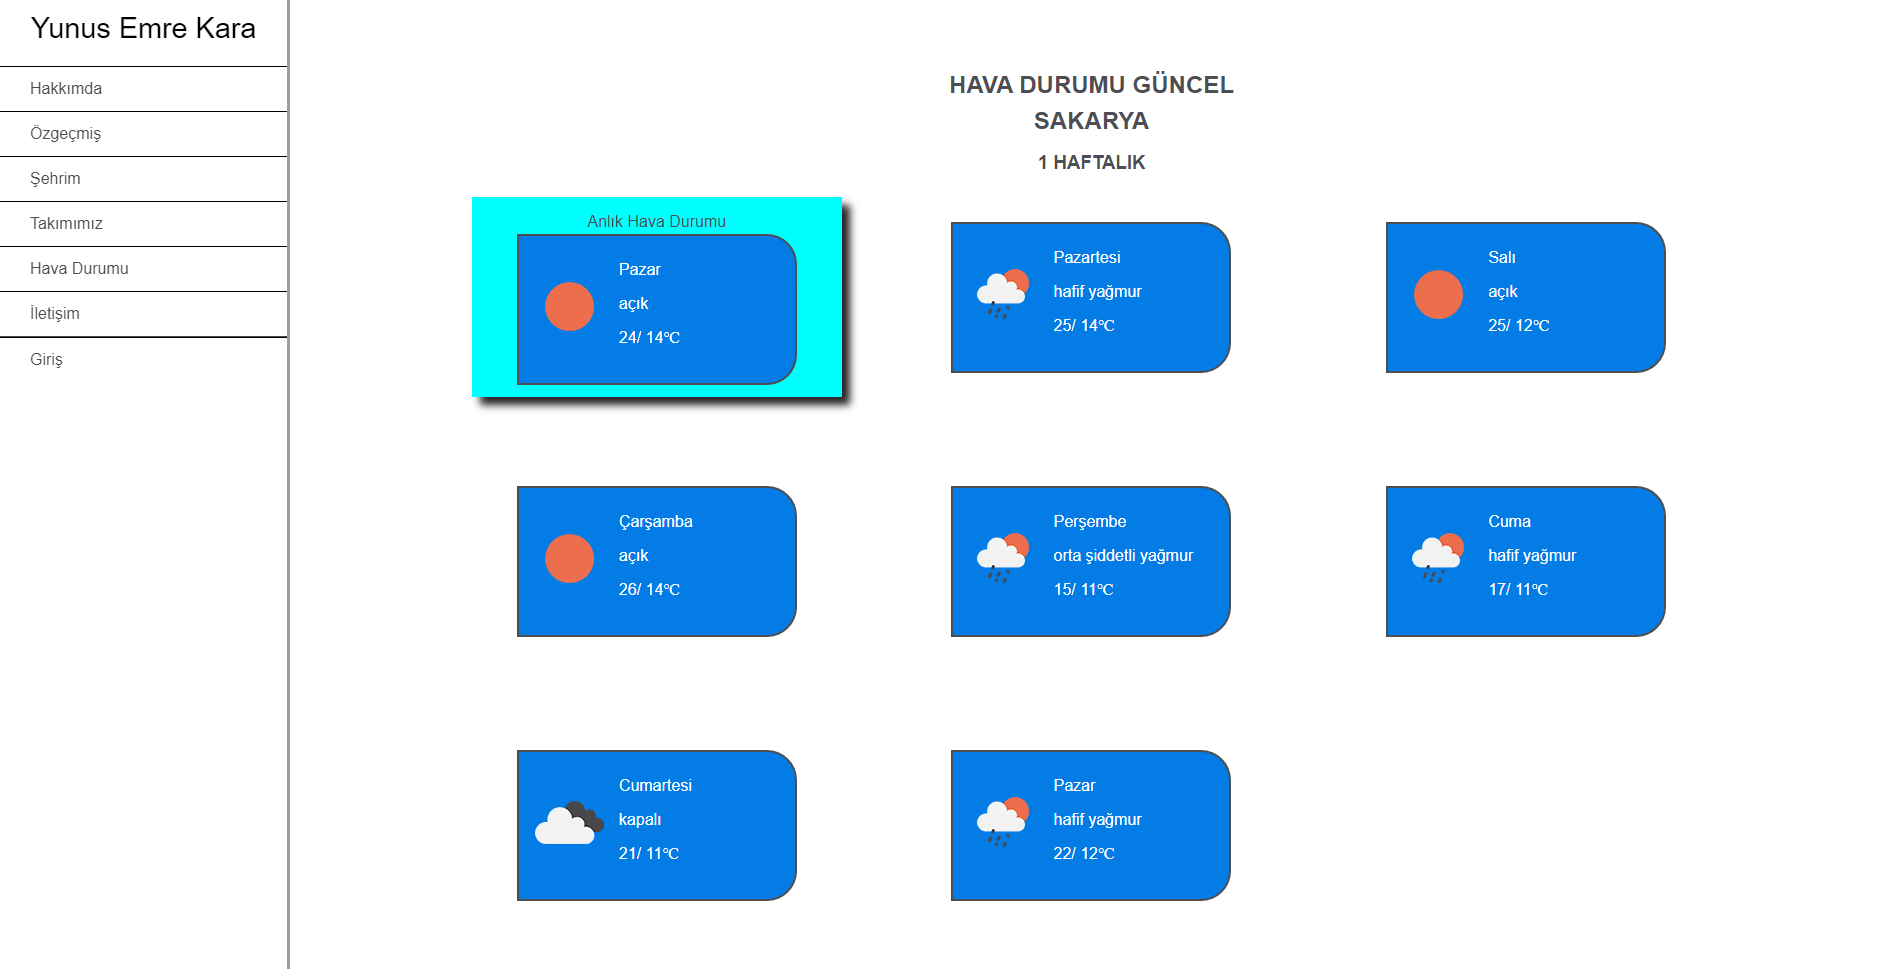 Yunus Emre Kara
Hakkımda
Özgeçmiş
Şehrim
Takımımız
Hava Durumu
İletişim
Giriş
HAVA DURUMU GÜNCEL
SAKARYA
1 HAFTALIK
Anlık Hava Durumu
Pazar
açık
24/ 14°C
Pazartesi
hafif yağmur
25/ 14°C
Salı
açık
25/ 12°C
Çarşamba
açık
26/ 14°C
Perşembe
orta şiddetli yağmur
15/ 11°C
Cuma
hafif yağmur
17/ 11°C
Cumartesi
kapalı
21/ 11°C
Pazar
hafif yağmur
22/ 12°C